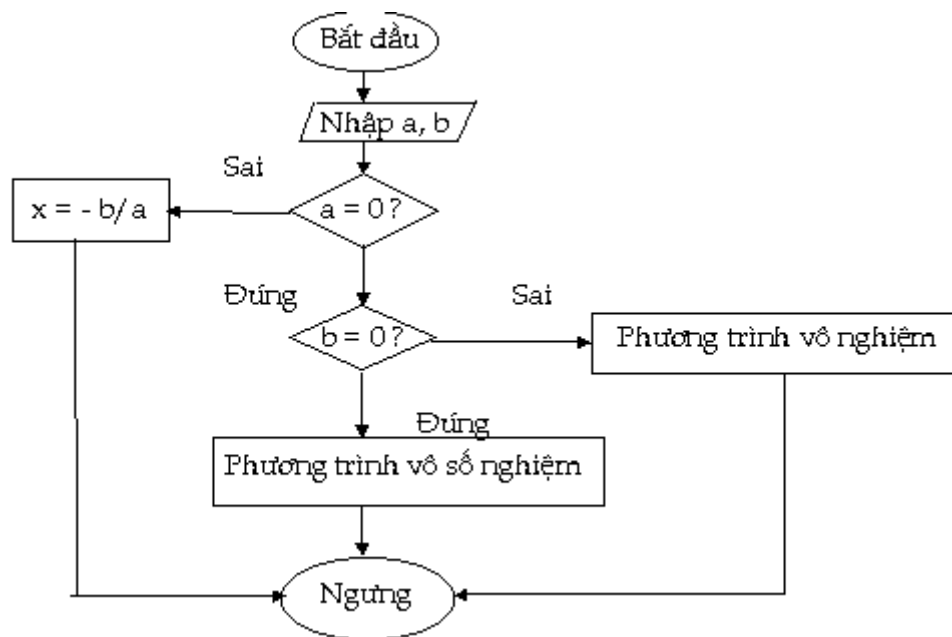 Bắt đầu
Nhập a, b
Sai
x = - b/a
a = 0?
Đúng
Sai
b = 0?
Phương trình vô nghiệm
Đúng
Phương trình vô số nghiệm
Ngưng